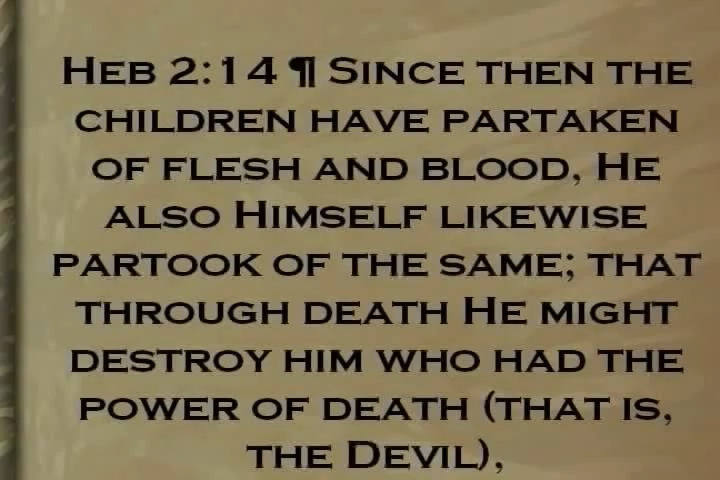 Heb 2:14 ¶ Since then the
children have partaken
of flesh and blood, He
also Himself likewise
partook of the same; that
through death He might
destroy him who had the
power of death (that is,
the Devil),